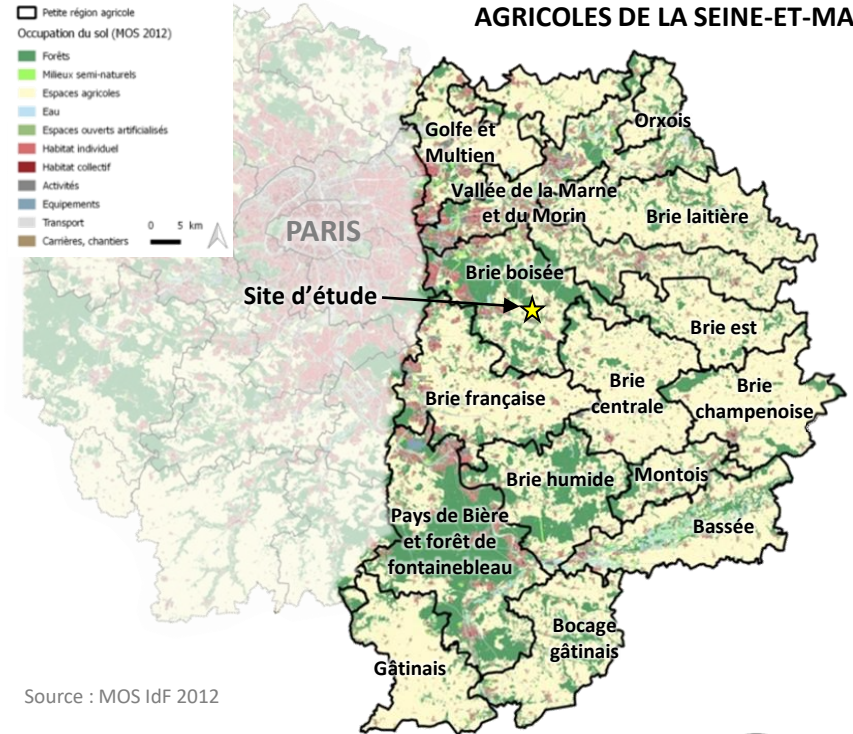 AGRICOLES DE LA SEINE-ET-MA
Petite région agricole
Occupation du sol (MOS 2012)
Forêts
Milieux semi-naturels
Espaces agricoles
Eau
Espaces ouverts artificialisés
Habitat individuel
Habitat collectif
Activités
Equipements
Transport
Carrières, chantiers
0 5 km
PARIS
Golfe et
Multien
Orxois
Vallée de la Marne
et du Morin
Brie laitière
Brie boisée
Site d'étude
Brie est
Brie française
Brie
centrale
Brie
champenoise
Brie humide
Montois
Bassée
Pays de Bière
et forêt de
fontainebleau
Bocage
gâtinais
Gâtinais
Source : MOS IdF 2012